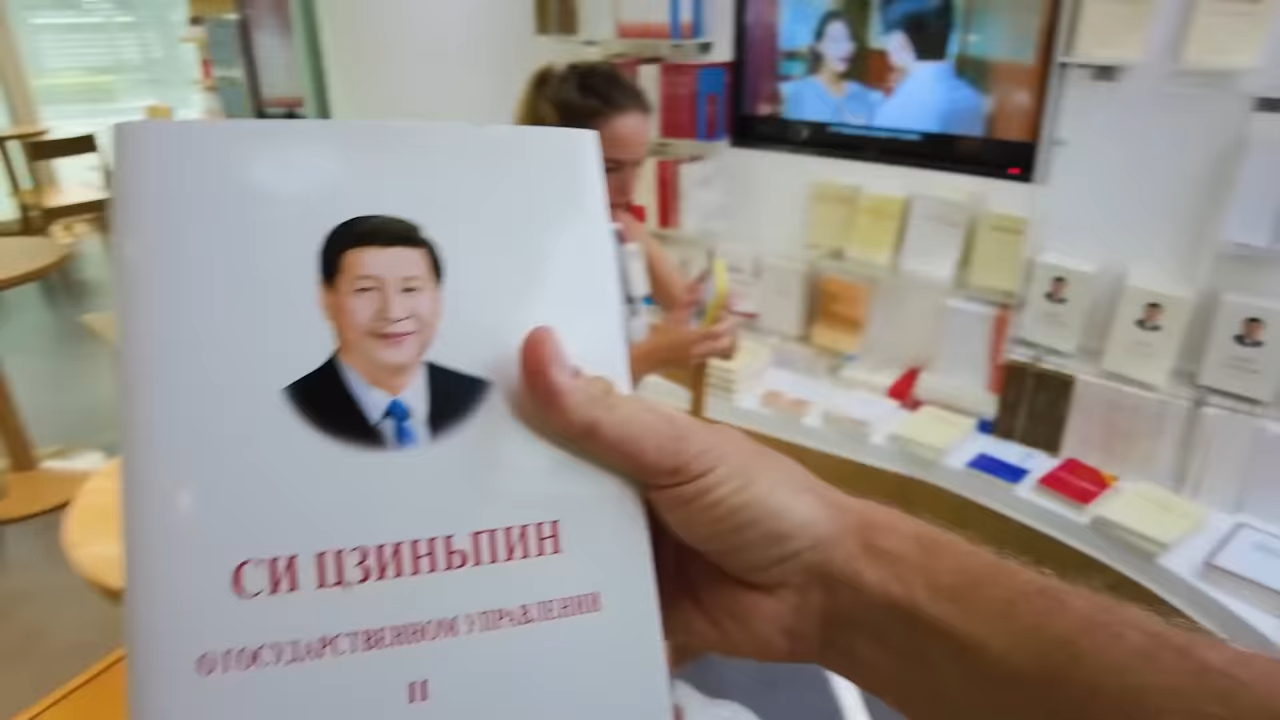 СИ ЦЗИНЬПИН
О ГОСУДАРСТВЕННОМ УПРАВЛЕНИИ
II